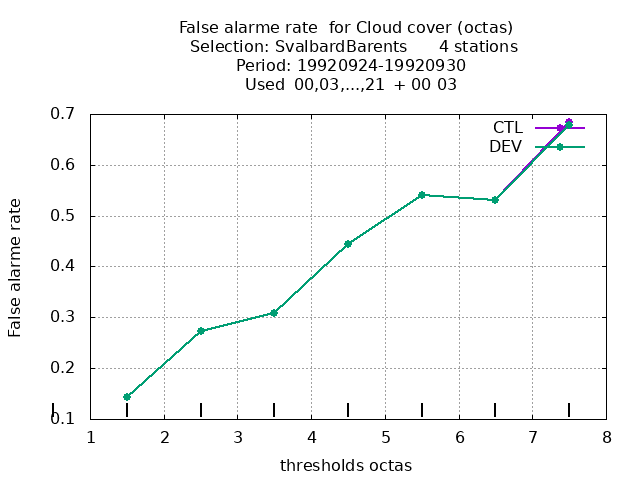 False alarme rate  for Cloud cover (octas)
Selection: SvalbardBarents      4 stations
Period: 19920924-19920930
Used  00,03,...,21  + 00 03
CTL
DEV
False alarme rate
0.7
0.6
0.5
0.4
0.3
0.2
0.1
1 2 3 4 5 6 7 8
thresholds octas